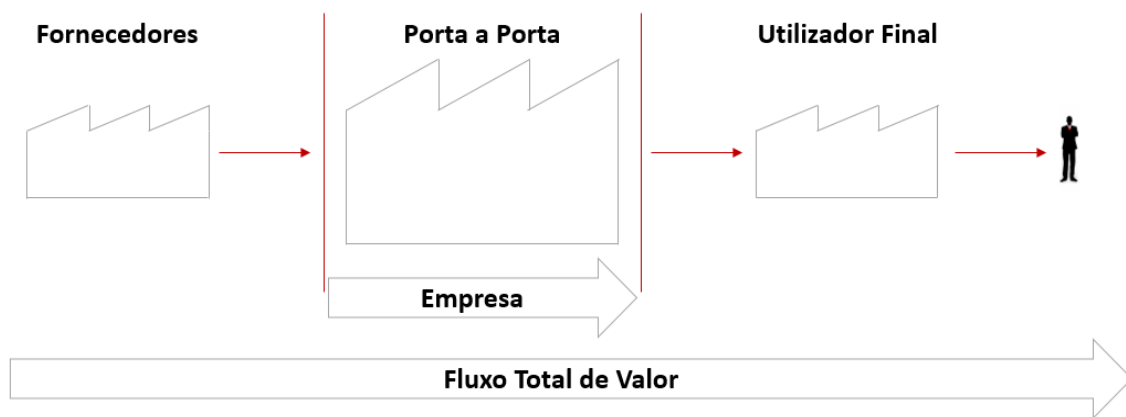 Fornecedores
Porta a Porta
Utilizador Final
Empresa
Fluxo Total de Valor